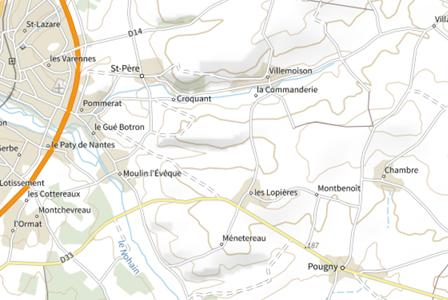 St-Lazare
D14
les Varennes
St-Père
Villemoison
la Commanderie
Croquant
Pommerat
le Gué Botron
le Paty de Nantes
Moulin l'Évêque
Chambre
Lotissement
les Cottereaux
les Lopières
Montbenoît
Montchevreau
l'Ormat
Ménetereau
le Nohain
187
D33
Pougny